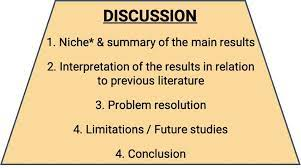 DISCUSSION
1. Niche* & summary of the main results
2. Interpretation of the results in relation
to previous literature
3. Problem resolution
4. Limitations / Future studies
4. Conclusion